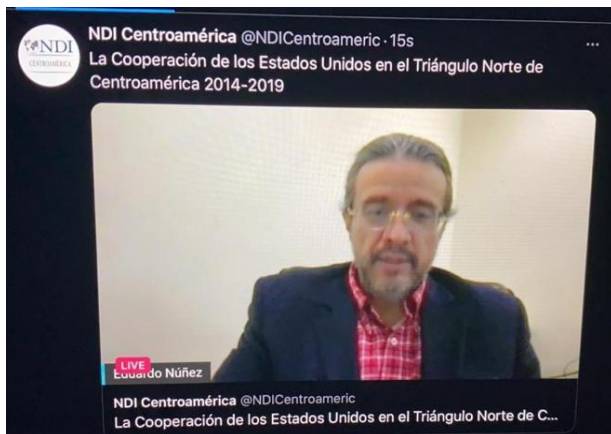 NDI
CENTROAMÉRICA
NDI Centroamérica @NDICentroameric · 15s
La Cooperación de los Estados Unidos en el Triángulo Norte de
Centroamérica 2014-2019
LIVE
Eduardo Núñez
NDI Centroamérica @NDICentroameric
La Cooperación de los Estados Unidos en el Triángulo Norte de C...